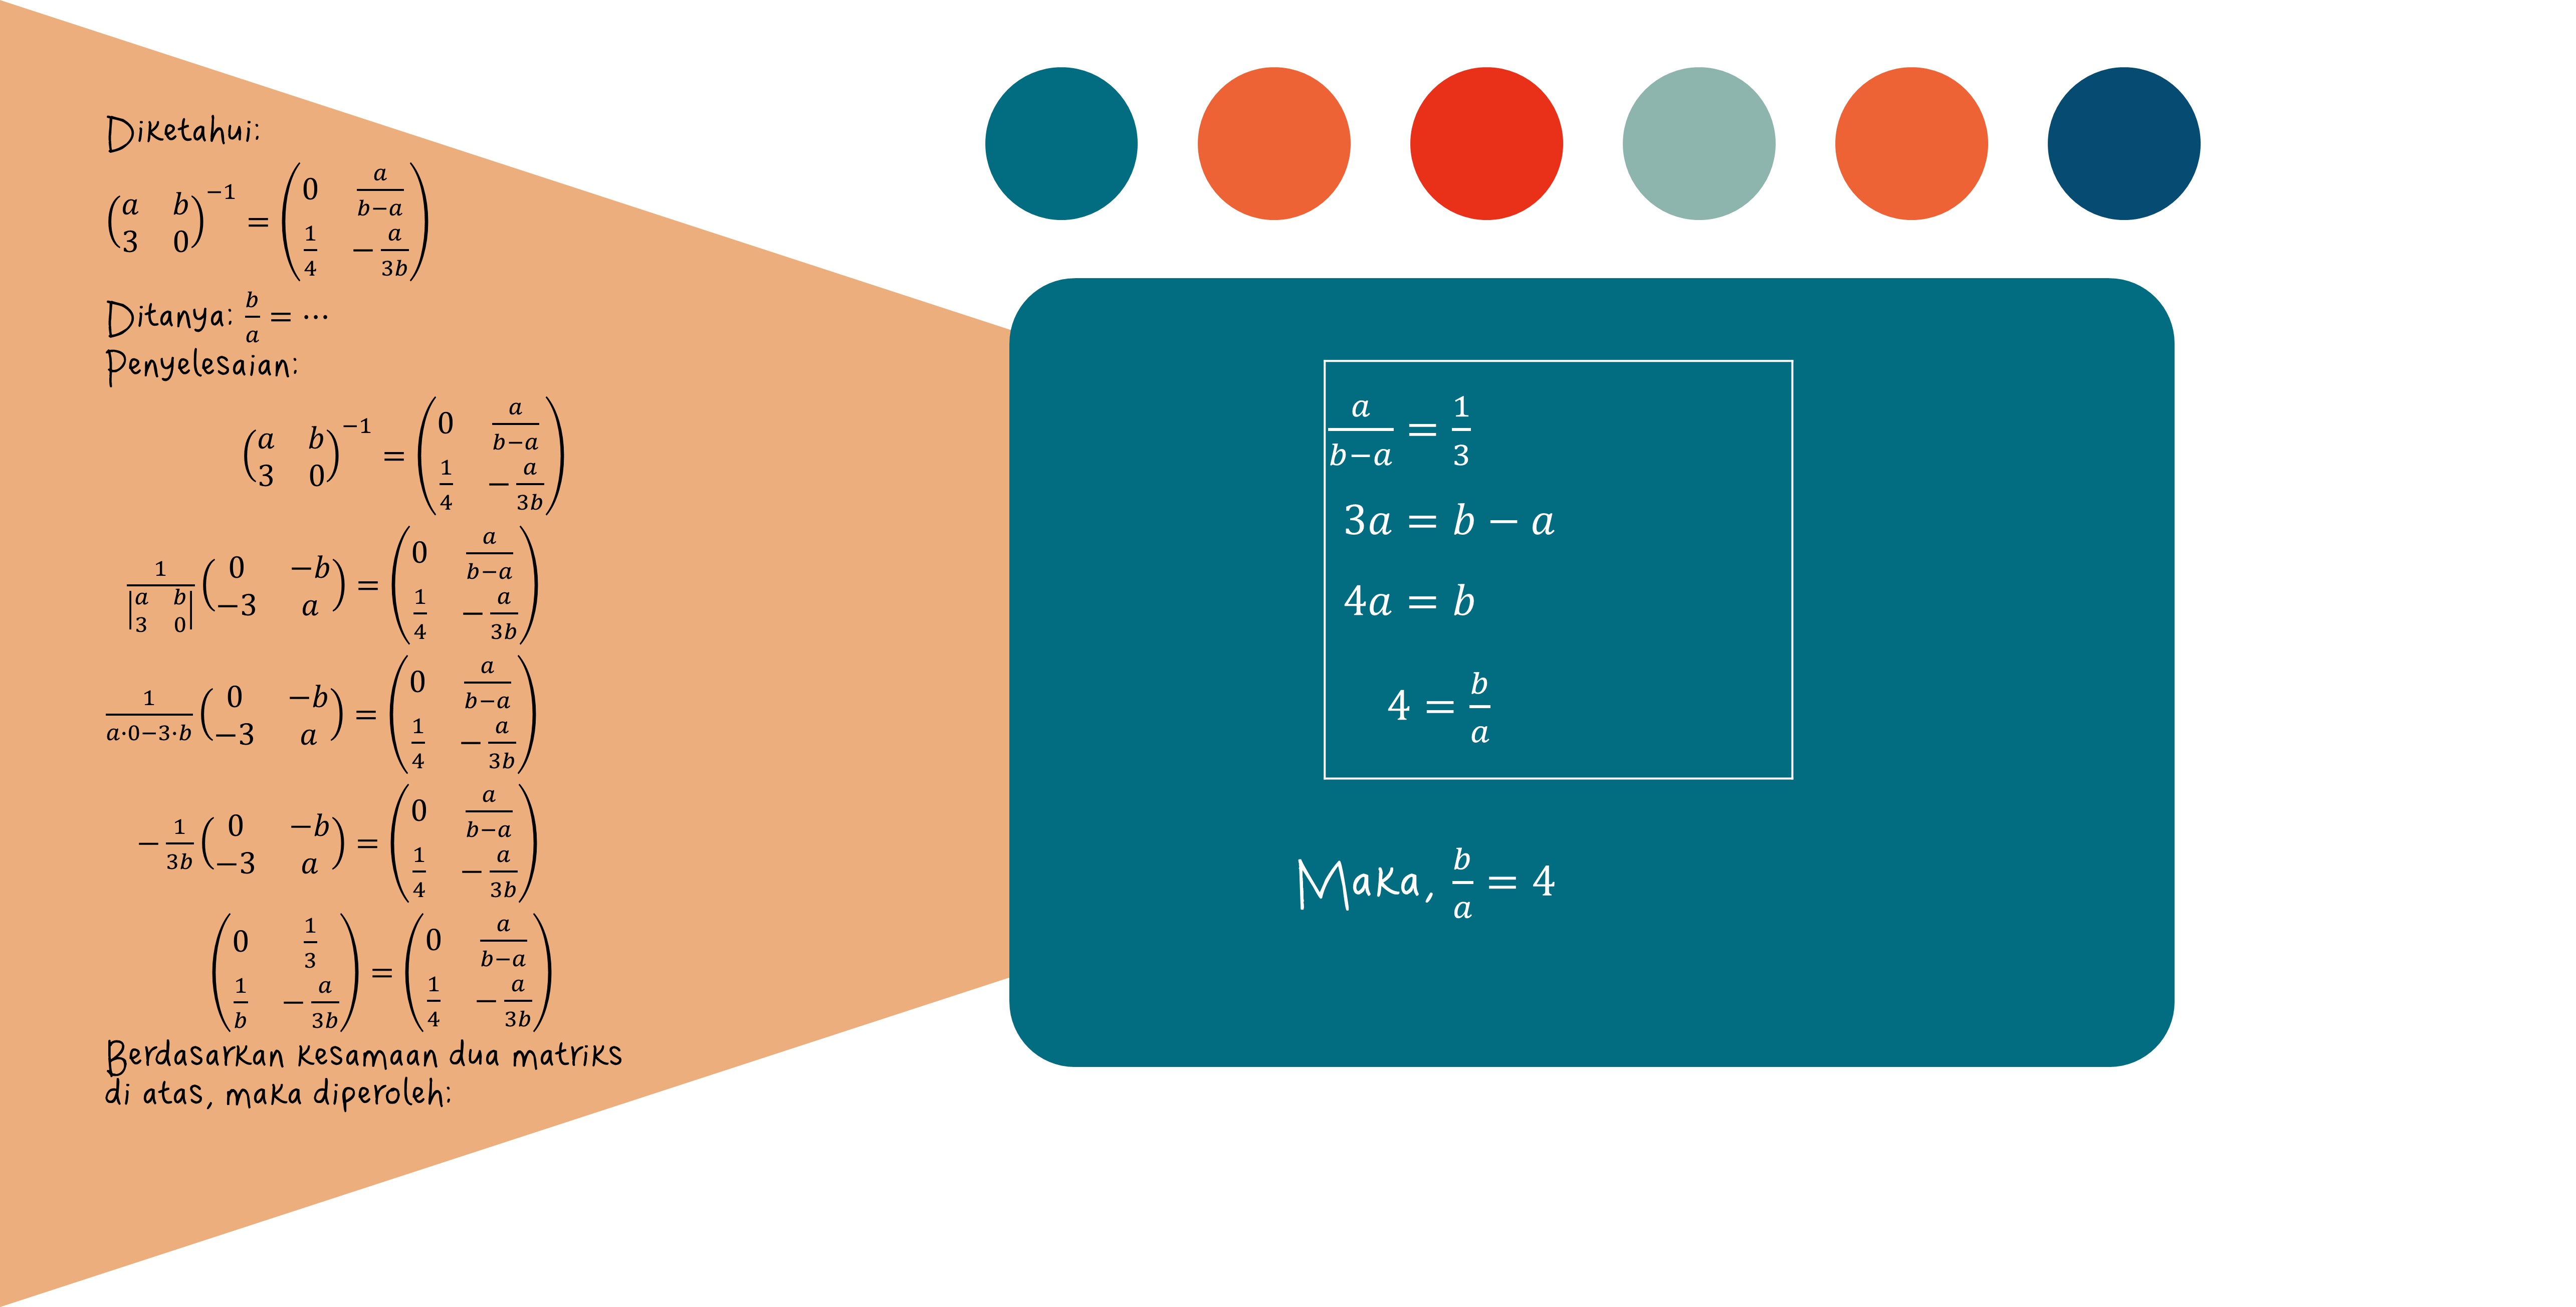 Diketahui:
$\begin{pmatrix} a & b \\ 3 & 0 \end{pmatrix}^{-1} = \begin{pmatrix} 0 & \frac{a}{b-a} \\ \frac{1}{4} & -\frac{a}{3b} \end{pmatrix}$
Ditanya: $\frac{b}{a} = \cdots$
Penyelesaian:
$\begin{pmatrix} a & b \\ 3 & 0 \end{pmatrix}^{-1} = \begin{pmatrix} 0 & \frac{a}{b-a} \\ \frac{1}{4} & -\frac{a}{3b} \end{pmatrix}$
$\frac{1}{\begin{vmatrix} a & b \\ 3 & 0 \end{vmatrix}} \begin{pmatrix} 0 & -b \\ -3 & a \end{pmatrix} = \begin{pmatrix} 0 & \frac{a}{b-a} \\ \frac{1}{4} & -\frac{a}{3b} \end{pmatrix}$
$\frac{1}{a \cdot 0 - 3 \cdot b} \begin{pmatrix} 0 & -b \\ -3 & a \end{pmatrix} = \begin{pmatrix} 0 & \frac{a}{b-a} \\ \frac{1}{4} & -\frac{a}{3b} \end{pmatrix}$
$-\frac{1}{3b} \begin{pmatrix} 0 & -b \\ -3 & a \end{pmatrix} = \begin{pmatrix} 0 & \frac{a}{b-a} \\ \frac{1}{4} & -\frac{a}{3b} \end{pmatrix}$
$\begin{pmatrix} 0 & \frac{1}{3} \\ \frac{1}{b} & -\frac{a}{3b} \end{pmatrix} = \begin{pmatrix} 0 & \frac{a}{b-a} \\ \frac{1}{4} & -\frac{a}{3b} \end{pmatrix}$
Berdasarkan kesamaan dua matriks
di atas, maka diperoleh:
$\frac{a}{b-a} = \frac{1}{3}$
$3a = b - a$
$4a = b$
$4 = \frac{b}{a}$
Maka, $\frac{b}{a} = 4$